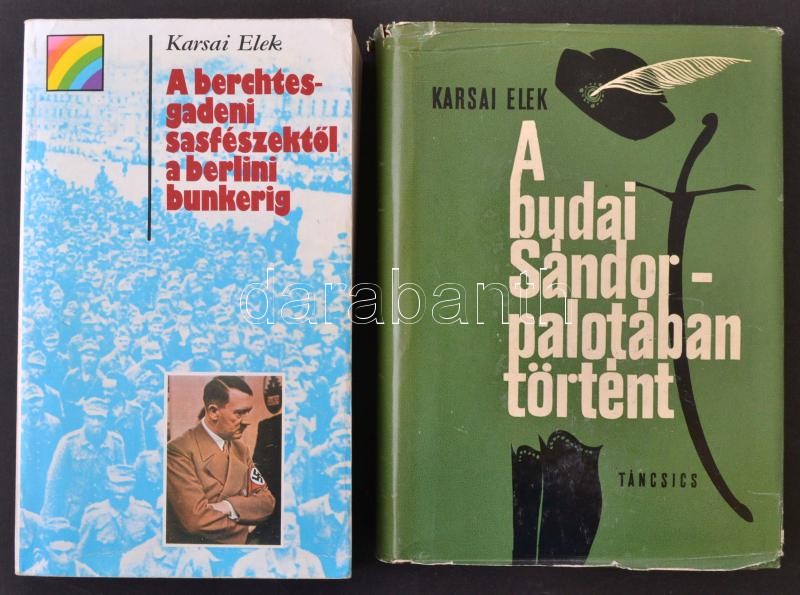 Karsai Elek
A berchtes-
gadeni
sasfészektől
a berlini
bunkerig
KARSAI ELEK
A
budai
Sándor-
palotában
történt
TÁNCSICS
darabanth